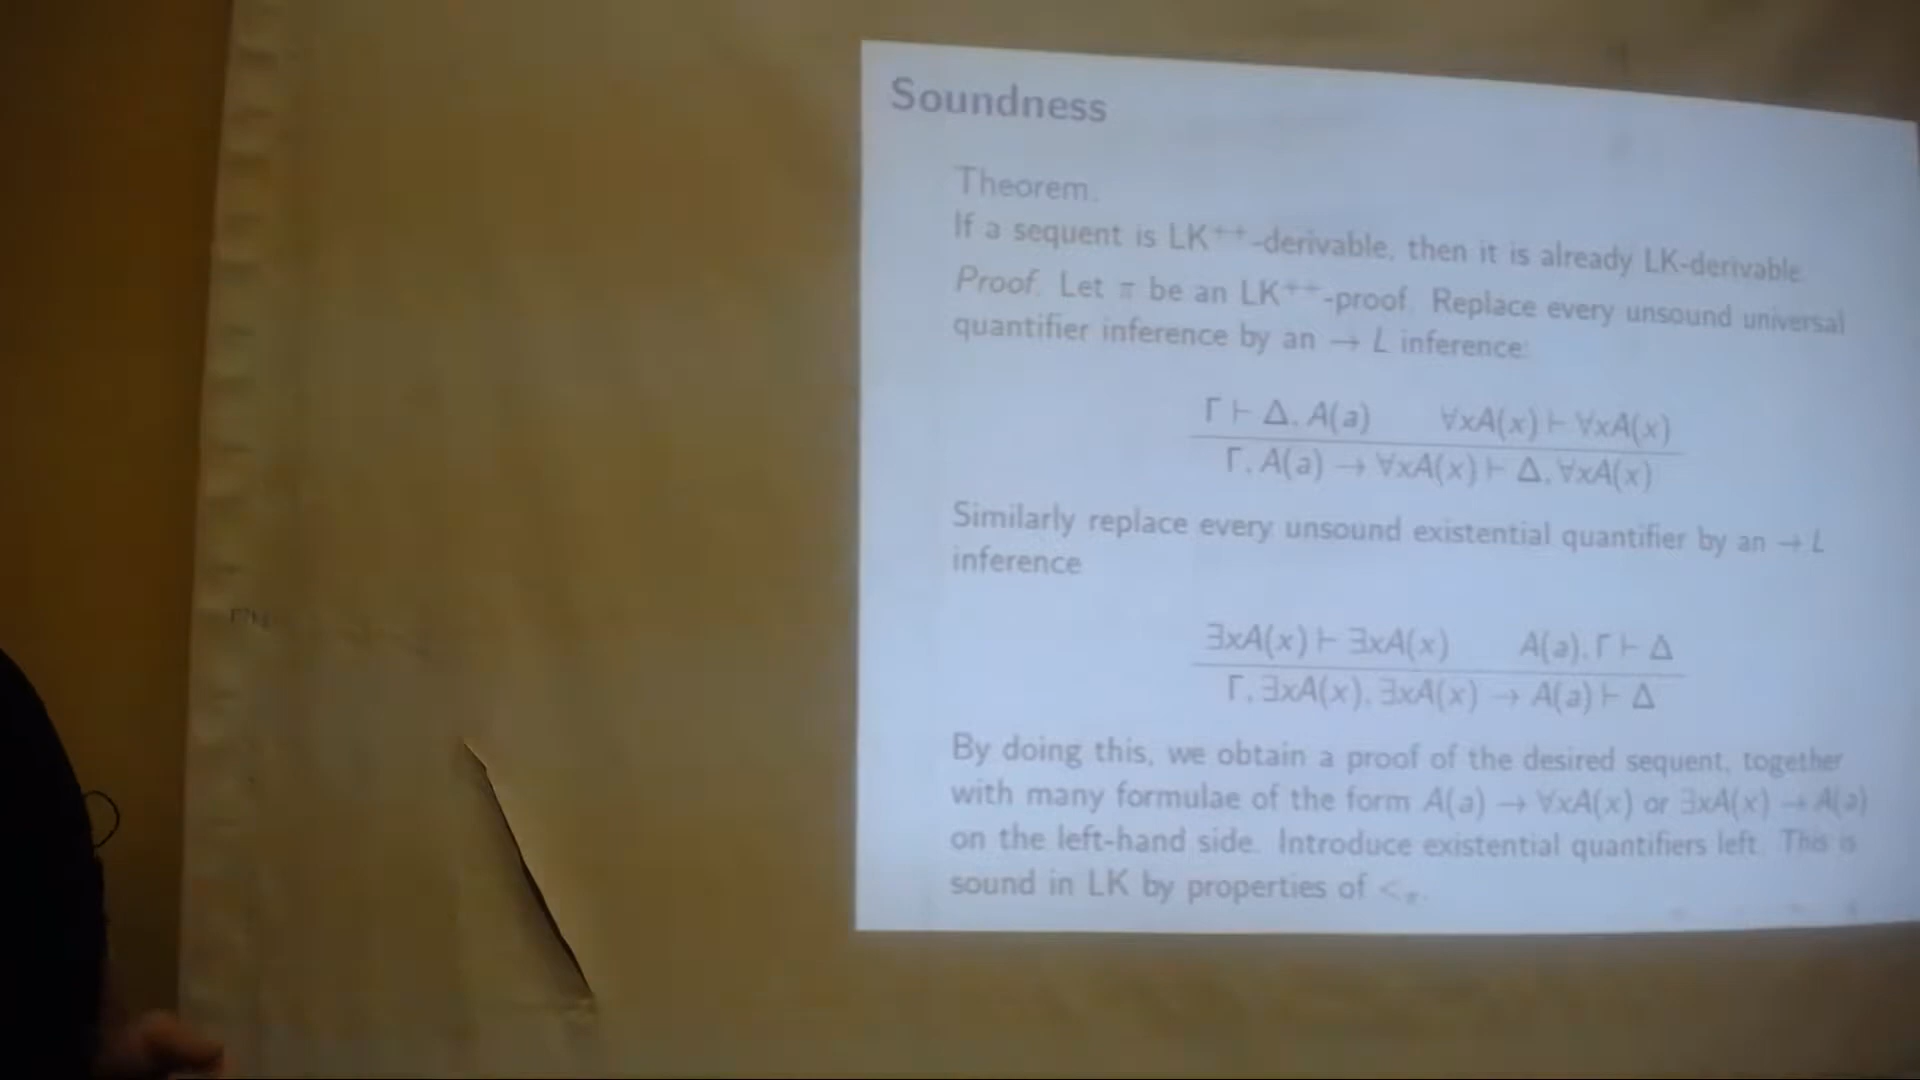 Soundness
Theorem.
If a sequent is LK⁺⁺-derivable, then it is already LK-derivable.
Proof. Let π be an LK⁺⁺-proof. Replace every unsound universal
quantifier inference by an → L inference:
Γ ⊢ Δ, A(a) ∀xA(x) ⊢ ∀xA(x)
Γ, A(a) → ∀xA(x) ⊢ Δ, ∀xA(x)
Similarly replace every unsound existential quantifier by an → L
inference
∃xA(x) ⊢ ∃xA(x) A(a), Γ ⊢ Δ
Γ, ∃xA(x), ∃xA(x) → A(a) ⊢ Δ
By doing this, we obtain a proof of the desired sequent, together
with many formulae of the form A(a) → ∀xA(x) or ∃xA(x) → A(a)
on the left-hand side. Introduce existential quantifiers left. This is
sound in LK by properties of <π.